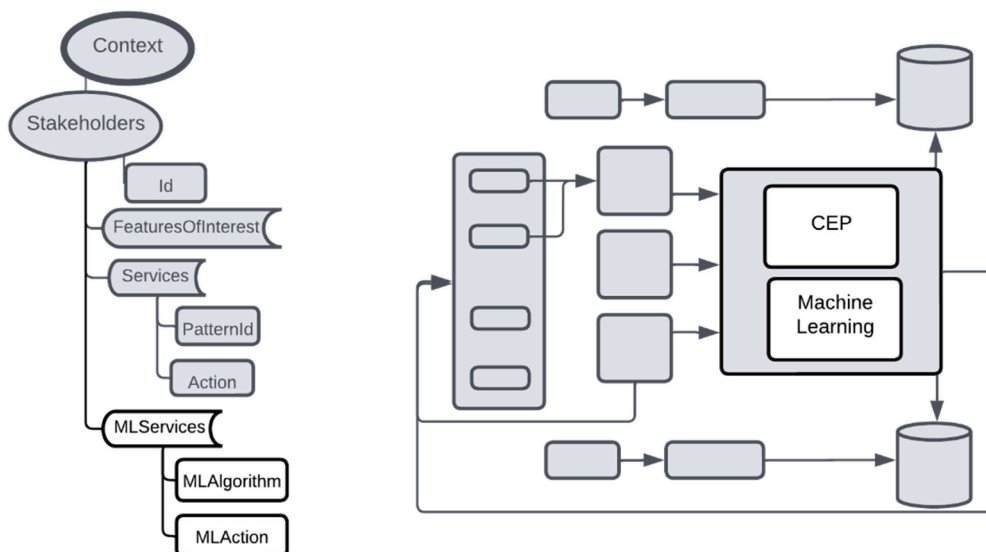 Context
Stakeholders
Id
FeaturesOfInterest
Services
PatternId
Action
MLServices
MLAlgorithm
MLAction
CEP
Machine
Learning